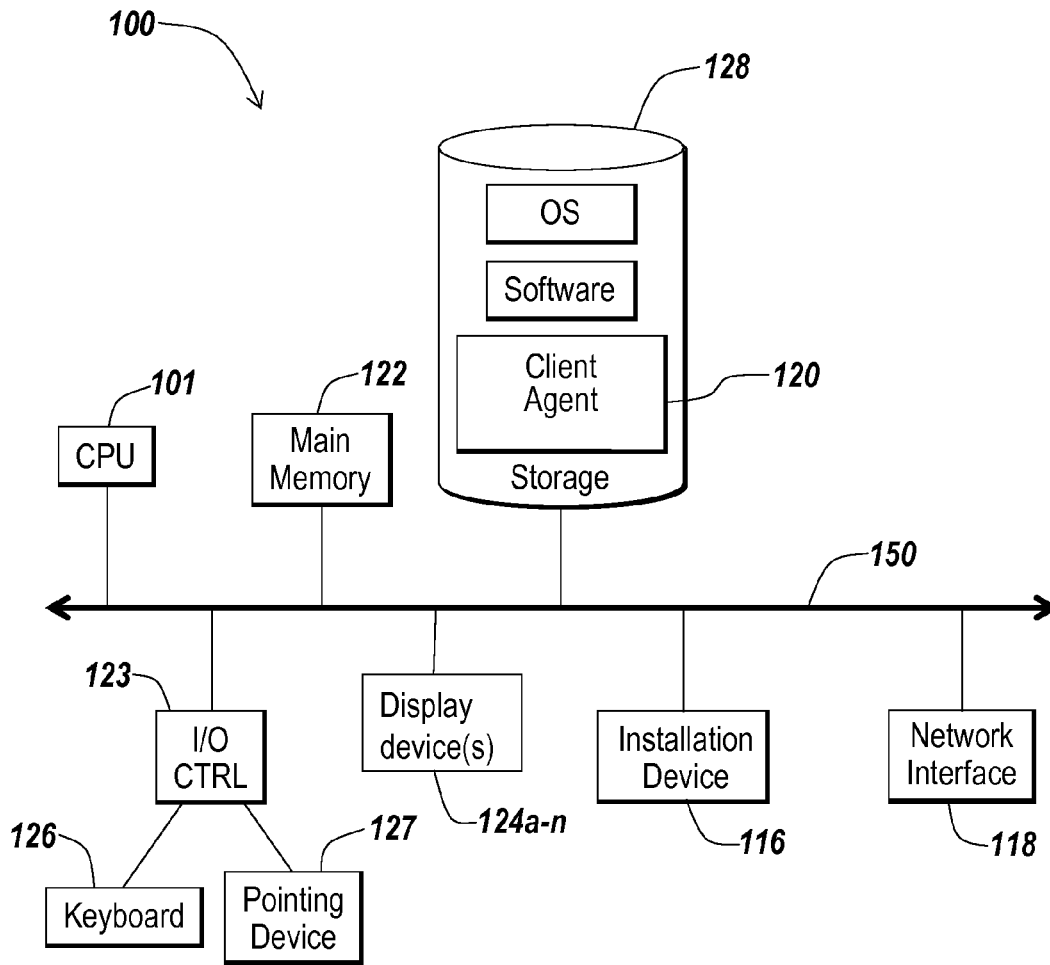 100
128
OS
Software
Client
Agent
120
Storage
101
CPU
122
Main
Memory
150
123
I/O
CTRL
Display
device(s)
124a-n
Installation
Device
116
Network
Interface
118
126
Keyboard
127
Pointing
Device